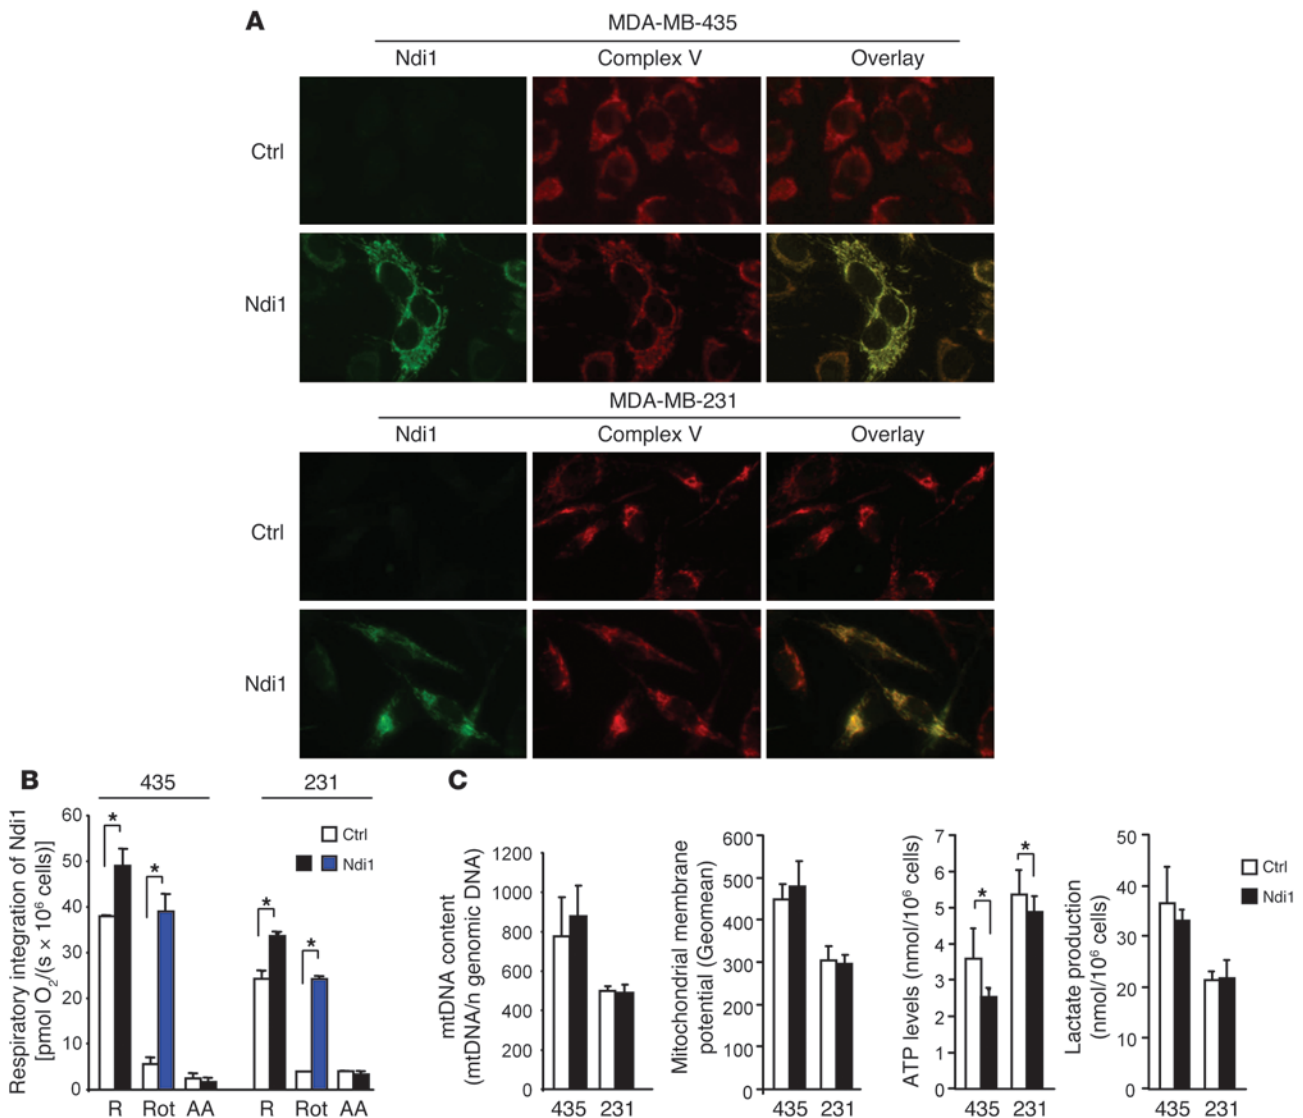 A
MDA-MB-435
Ndi1 Complex V Overlay
Ctrl
Ndi1
MDA-MB-231
Ndi1 Complex V Overlay
Ctrl
Ndi1
B
435 231
Respiratory integration of Ndi1
[pmol O2/(s × 10^6 cells)]
60
50
40
30
20
10
0
* * * *
Ctrl
Ndi1
R Rot AA R Rot AA
C
mtDNA content
(mtDNA/n genomic DNA)
1200
1000
800
600
400
200
0
435 231
Mitochondrial membrane
potential (Geomean)
600
500
400
300
200
100
0
435 231
ATP levels (nmol/10^6 cells)
7
6
5
4
3
2
1
0
* *
435 231
Lactate production
(nmol/10^6 cells)
50
40
30
20
10
0
435 231
Ctrl
Ndi1